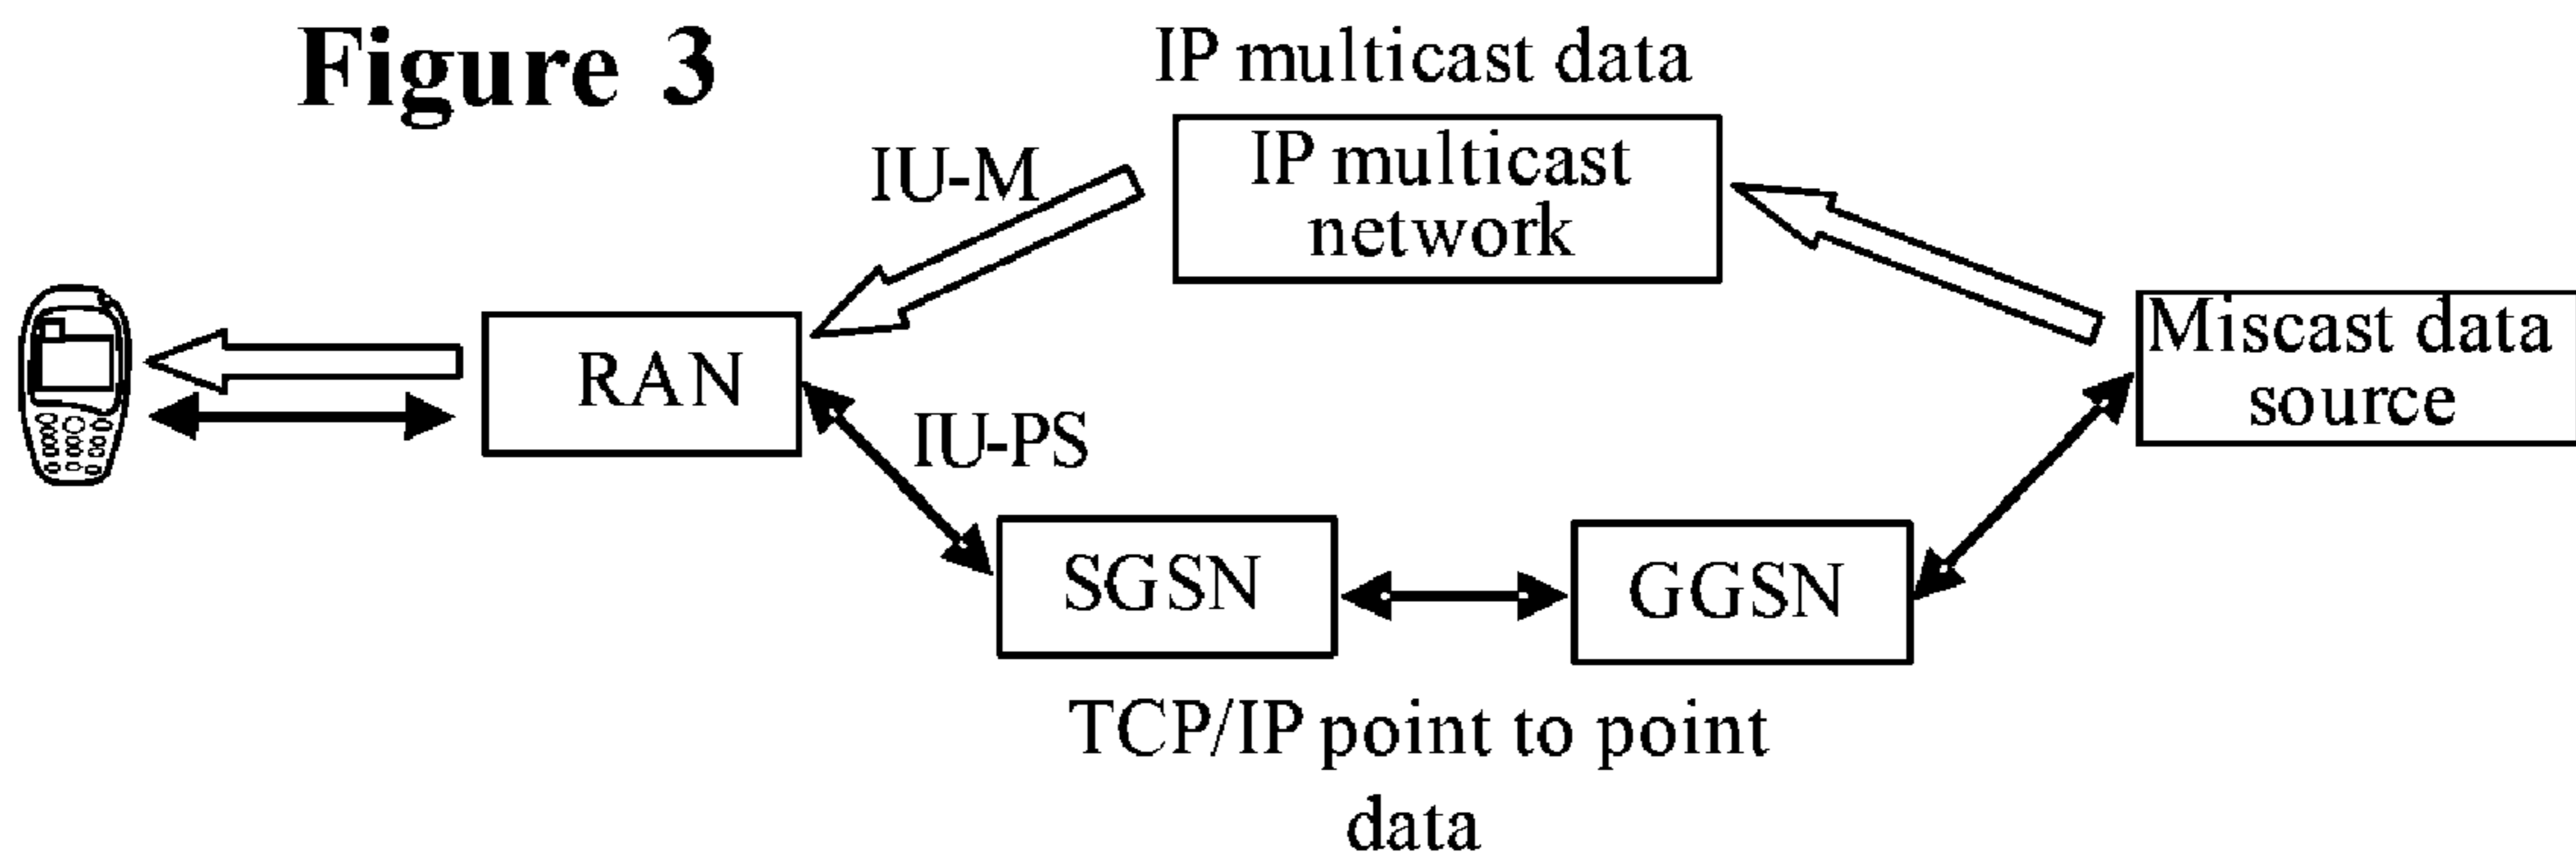 Figure 3
IP multicast data
IU-M
IP multicast
network
Miscast data
source
RAN
IU-PS
SGSN
GGSN
TCP/IP point to point
data